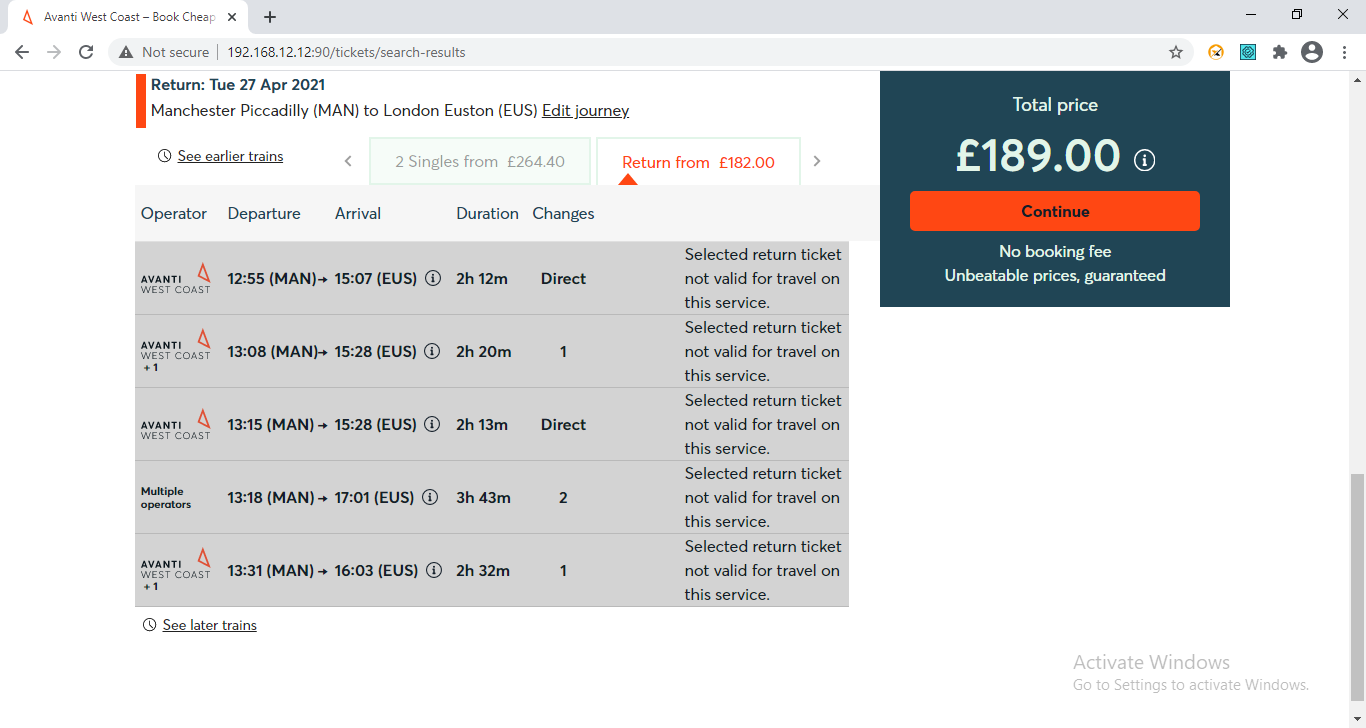 Avanti West Coast – Book Cheap
Not secure
192.168.12.12:90/tickets/search-results
Return: Tue 27 Apr 2021
Manchester Piccadilly (MAN) to London Euston (EUS) Edit journey
See earlier trains
2 Singles from £264.40
Return from £182.00
Operator Departure Arrival Duration Changes
AVANTI
WEST COAST
12:55 (MAN)→ 15:07 (EUS) 2h 12m Direct
Selected return ticket
not valid for travel on
this service.
AVANTI
WEST COAST
+ 1
13:08 (MAN)→ 15:28 (EUS) 2h 20m 1
Selected return ticket
not valid for travel on
this service.
AVANTI
WEST COAST
13:15 (MAN)→ 15:28 (EUS) 2h 13m Direct
Selected return ticket
not valid for travel on
this service.
Multiple
operators
13:18 (MAN)→ 17:01 (EUS) 3h 43m 2
Selected return ticket
not valid for travel on
this service.
AVANTI
WEST COAST
+ 1
13:31 (MAN)→ 16:03 (EUS) 2h 32m 1
Selected return ticket
not valid for travel on
this service.
See later trains
Total price
£189.00
Continue
No booking fee
Unbeatable prices, guaranteed
Activate Windows
Go to Settings to activate Windows.